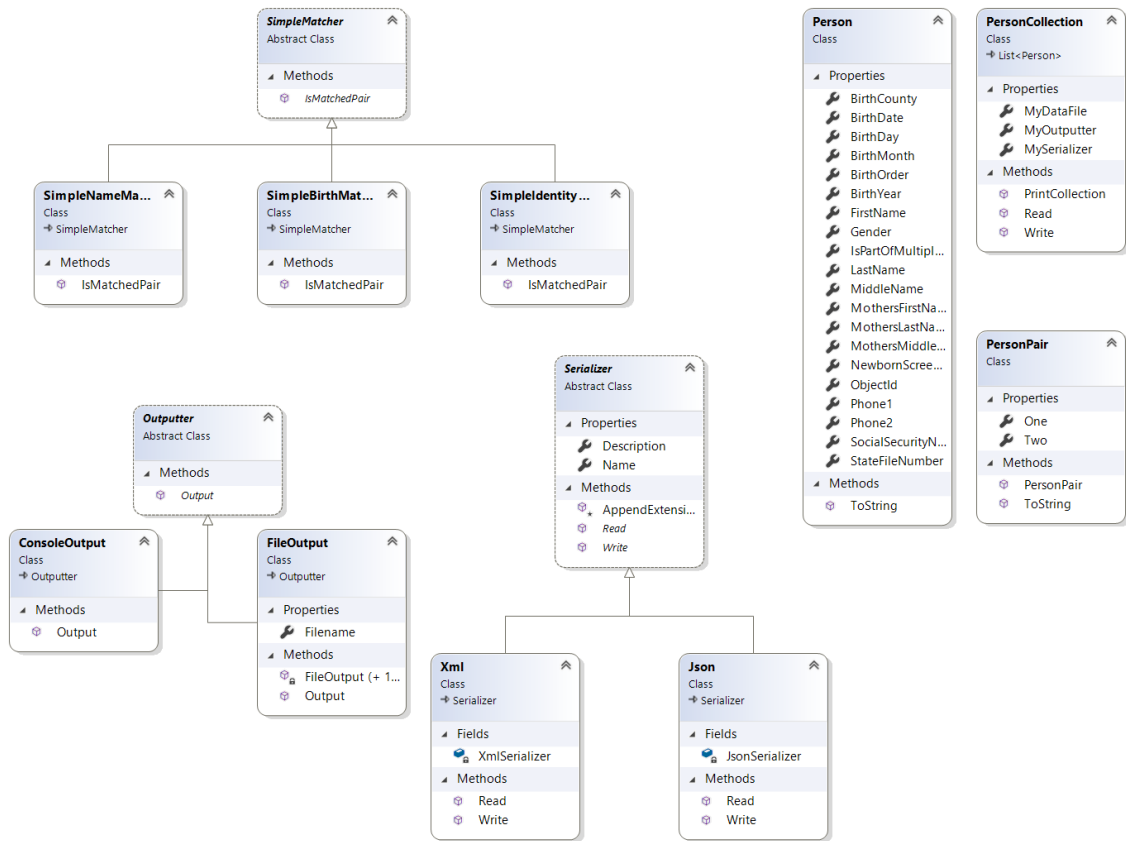 SimpleMatcher
Abstract Class
Methods
IsMatchedPair
SimpleNameMa...
Class
SimpleMatcher
Methods
IsMatchedPair
SimpleBirthMat...
Class
SimpleMatcher
Methods
IsMatchedPair
SimpleIdentity...
Class
SimpleMatcher
Methods
IsMatchedPair
Person
Class
Properties
BirthCounty
BirthDate
BirthDay
BirthMonth
BirthOrder
BirthYear
FirstName
Gender
IsPartOfMultipl...
LastName
MiddleName
MothersFirstNa...
MothersLastNa...
MothersMiddle...
NewbornScree...
ObjectId
Phone1
Phone2
SocialSecurityN...
StateFileNumber
Methods
ToString
PersonCollection
Class
List<Person>
Properties
MyDataFile
MyOutputter
MySerializer
Methods
PrintCollection
Read
Write
PersonPair
Class
Properties
One
Two
Methods
PersonPair
ToString
Outputter
Abstract Class
Methods
Output
ConsoleOutput
Class
Outputter
Methods
Output
FileOutput
Class
Outputter
Properties
Filename
Methods
FileOutput (+ 1...
Output
Serializer
Abstract Class
Properties
Description
Name
Methods
AppendExtensi...
Read
Write
Xml
Class
Serializer
Fields
XmlSerializer
Methods
Read
Write
Json
Class
Serializer
Fields
JsonSerializer
Methods
Read
Write